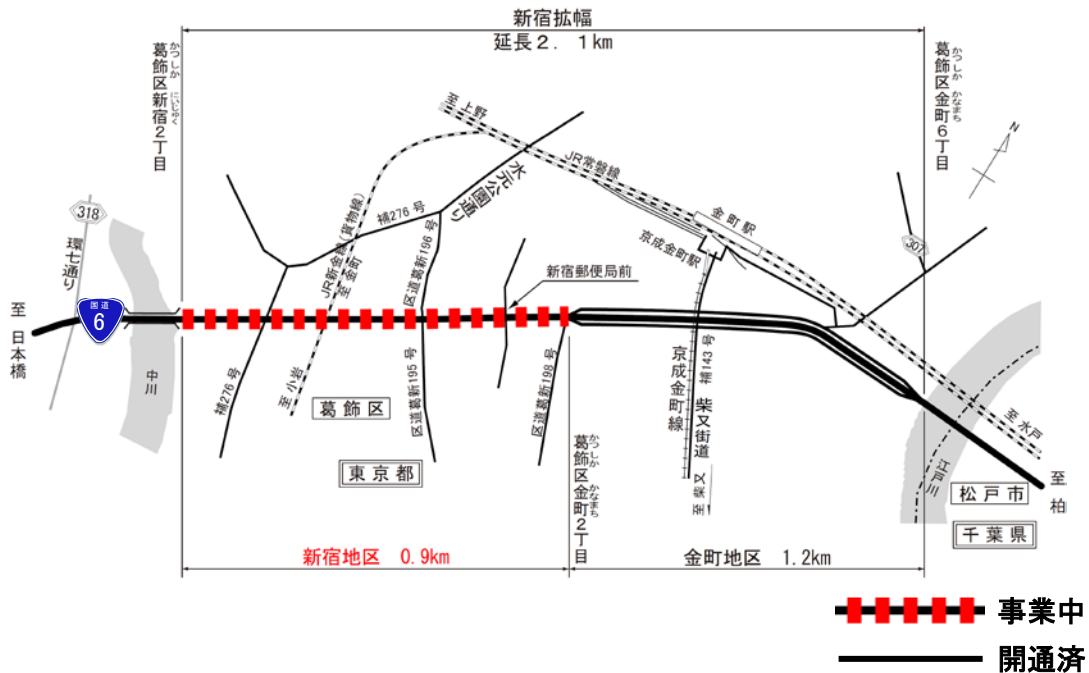 新宿拡幅
延長2．1km
葛飾区新宿2丁目
かつしか
にいじゅく
葛飾区金町6丁目
かつしか
かなまち
N
至 上野
JR常磐線
水元公園通り
補276 号
JR新金線(貨物線)
至 金町
区道葛新196 号
金町駅
京成金町駅
307
318
環七通り
新宿郵便局前
至 日本橋
国道
6
中川
補276 号
至 小岩
葛飾区
区道葛新195 号
区道葛新198 号
京成金町線
補143 号
柴又街道
至 柴又
至 水戸
江戸川
至 柏
松戸市
千葉県
東京都
葛飾区金町2丁目
かつしか
かなまち
新宿地区 0.9km
金町地区 1.2km
事業中
開通済